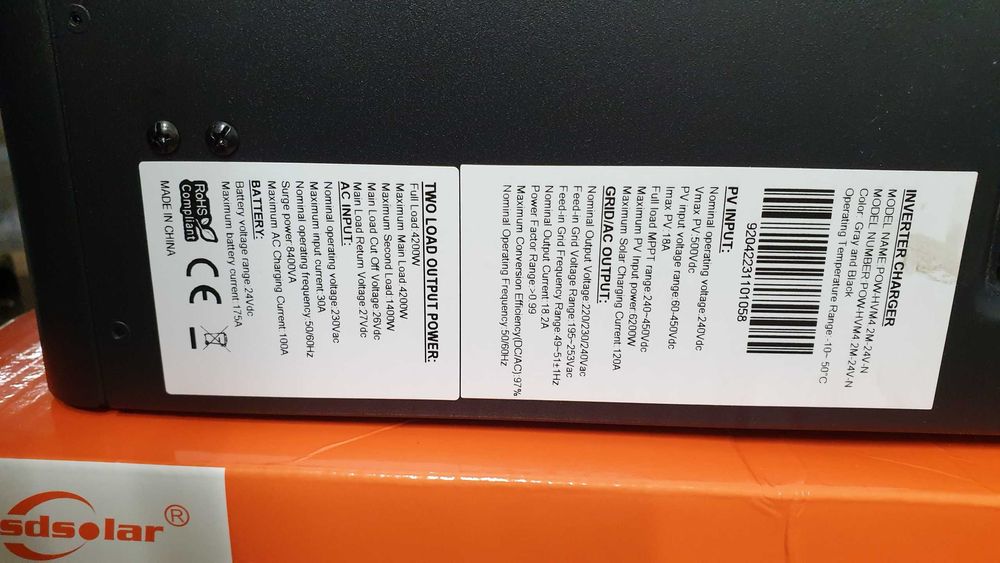 INVERTER CHARGER
MODEL NAME:POW-HVM4.2M-24V-N
MODEL NUMBER:POW-HVM4.2M-24V-N
Color: Gray and Black
Operating Temperature Range:-10~ 50°C
92042231101058
PV INPUT:
Nominal operating voltage:240Vdc
Vmax PV:500Vdc
PV input voltage range:60-450Vdc
Imax PV:18A
Full load MPPT range:240~450Vdc
Maximum PV Input power:6200W
Maximum Solar Charging Current:120A
GRID/AC OUTPUT:
Nominal Output Voltage:220/230/240Vac
Feed-in Grid Voltage Range:195~253Vac
Feed-in Grid Frequency Range:49~51±1Hz
Nominal Output Current:18.2A
Power Factor Range:>0.99
Maximum Conversion Efficiency(DC/AC):97%
Nominal Operating Frequency:50/60Hz
TWO LOAD OUTPUT POWER:
Full Load:4200W
Maximum Main Load:4200W
Maximum Second Load:1400W
Main Load Cut Off Voltage:26Vdc
Main Load Return Voltage:27Vdc
AC INPUT:
Nominal operating voltage:230Vac
Maximum input current:30A
Nominal operating frequency:50/60Hz
Surge power:8400VA
Maximum AC Charging Current:100A
BATTERY:
Battery voltage range:24Vdc
Maximum battery current:175A
RoHS
Compliant
CE
MADE IN CHINA
sdsolar®